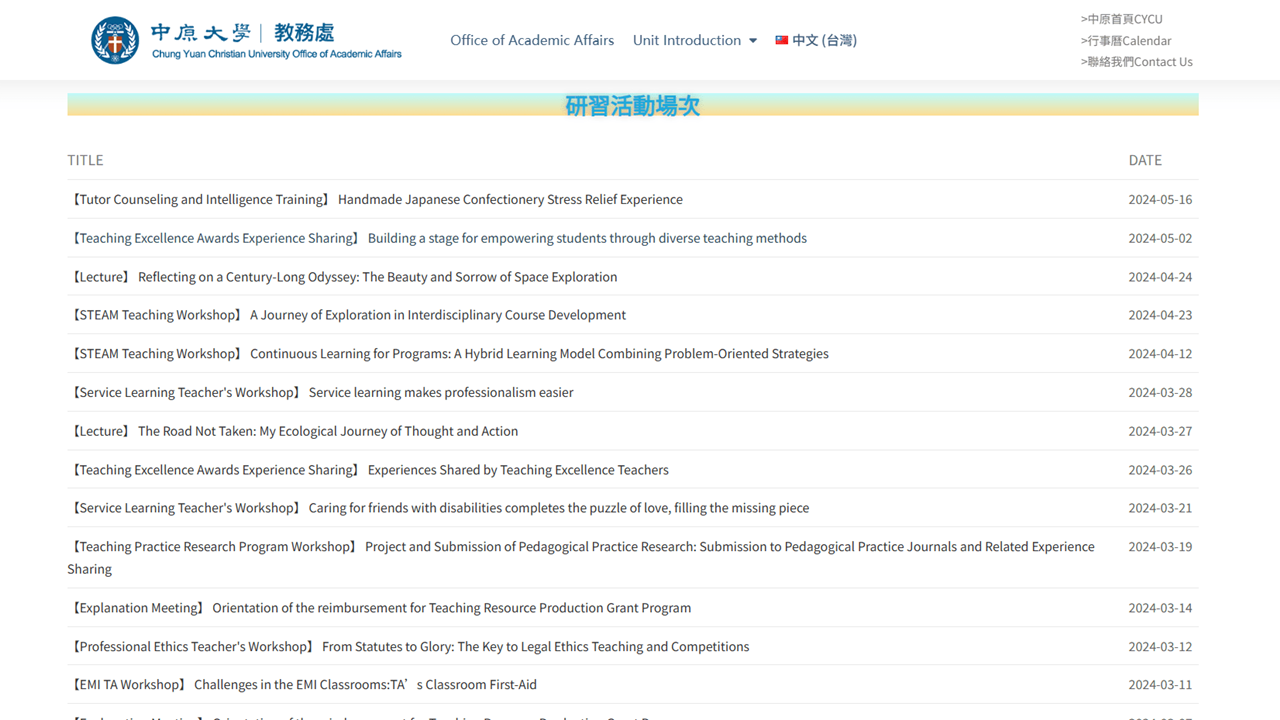 中原大學 | 教務處
Chung Yuan Christian University Office of Academic Affairs
Office of Academic Affairs
Unit Introduction
中文 (台灣)
>中原首頁CYCU
>行事曆Calendar
>聯絡我們Contact Us
研習活動場次
TITLE DATE
【Tutor Counseling and Intelligence Training】 Handmade Japanese Confectionery Stress Relief Experience 2024-05-16
【Teaching Excellence Awards Experience Sharing】 Building a stage for empowering students through diverse teaching methods 2024-05-02
【Lecture】 Reflecting on a Century-Long Odyssey: The Beauty and Sorrow of Space Exploration 2024-04-24
【STEAM Teaching Workshop】 A Journey of Exploration in Interdisciplinary Course Development 2024-04-23
【STEAM Teaching Workshop】 Continuous Learning for Programs: A Hybrid Learning Model Combining Problem-Oriented Strategies 2024-04-12
【Service Learning Teacher's Workshop】 Service learning makes professionalism easier 2024-03-28
【Lecture】 The Road Not Taken: My Ecological Journey of Thought and Action 2024-03-27
【Teaching Excellence Awards Experience Sharing】 Experiences Shared by Teaching Excellence Teachers 2024-03-26
【Service Learning Teacher's Workshop】 Caring for friends with disabilities completes the puzzle of love, filling the missing piece 2024-03-21
【Teaching Practice Research Program Workshop】 Project and Submission of Pedagogical Practice Research: Submission to Pedagogical Practice Journals and Related Experience 2024-03-19
Sharing
【Explanation Meeting】 Orientation of the reimbursement for Teaching Resource Production Grant Program 2024-03-14
【Professional Ethics Teacher's Workshop】 From Statutes to Glory: The Key to Legal Ethics Teaching and Competitions 2024-03-12
【EMI TA Workshop】 Challenges in the EMI Classrooms:TA’s Classroom First-Aid 2024-03-11